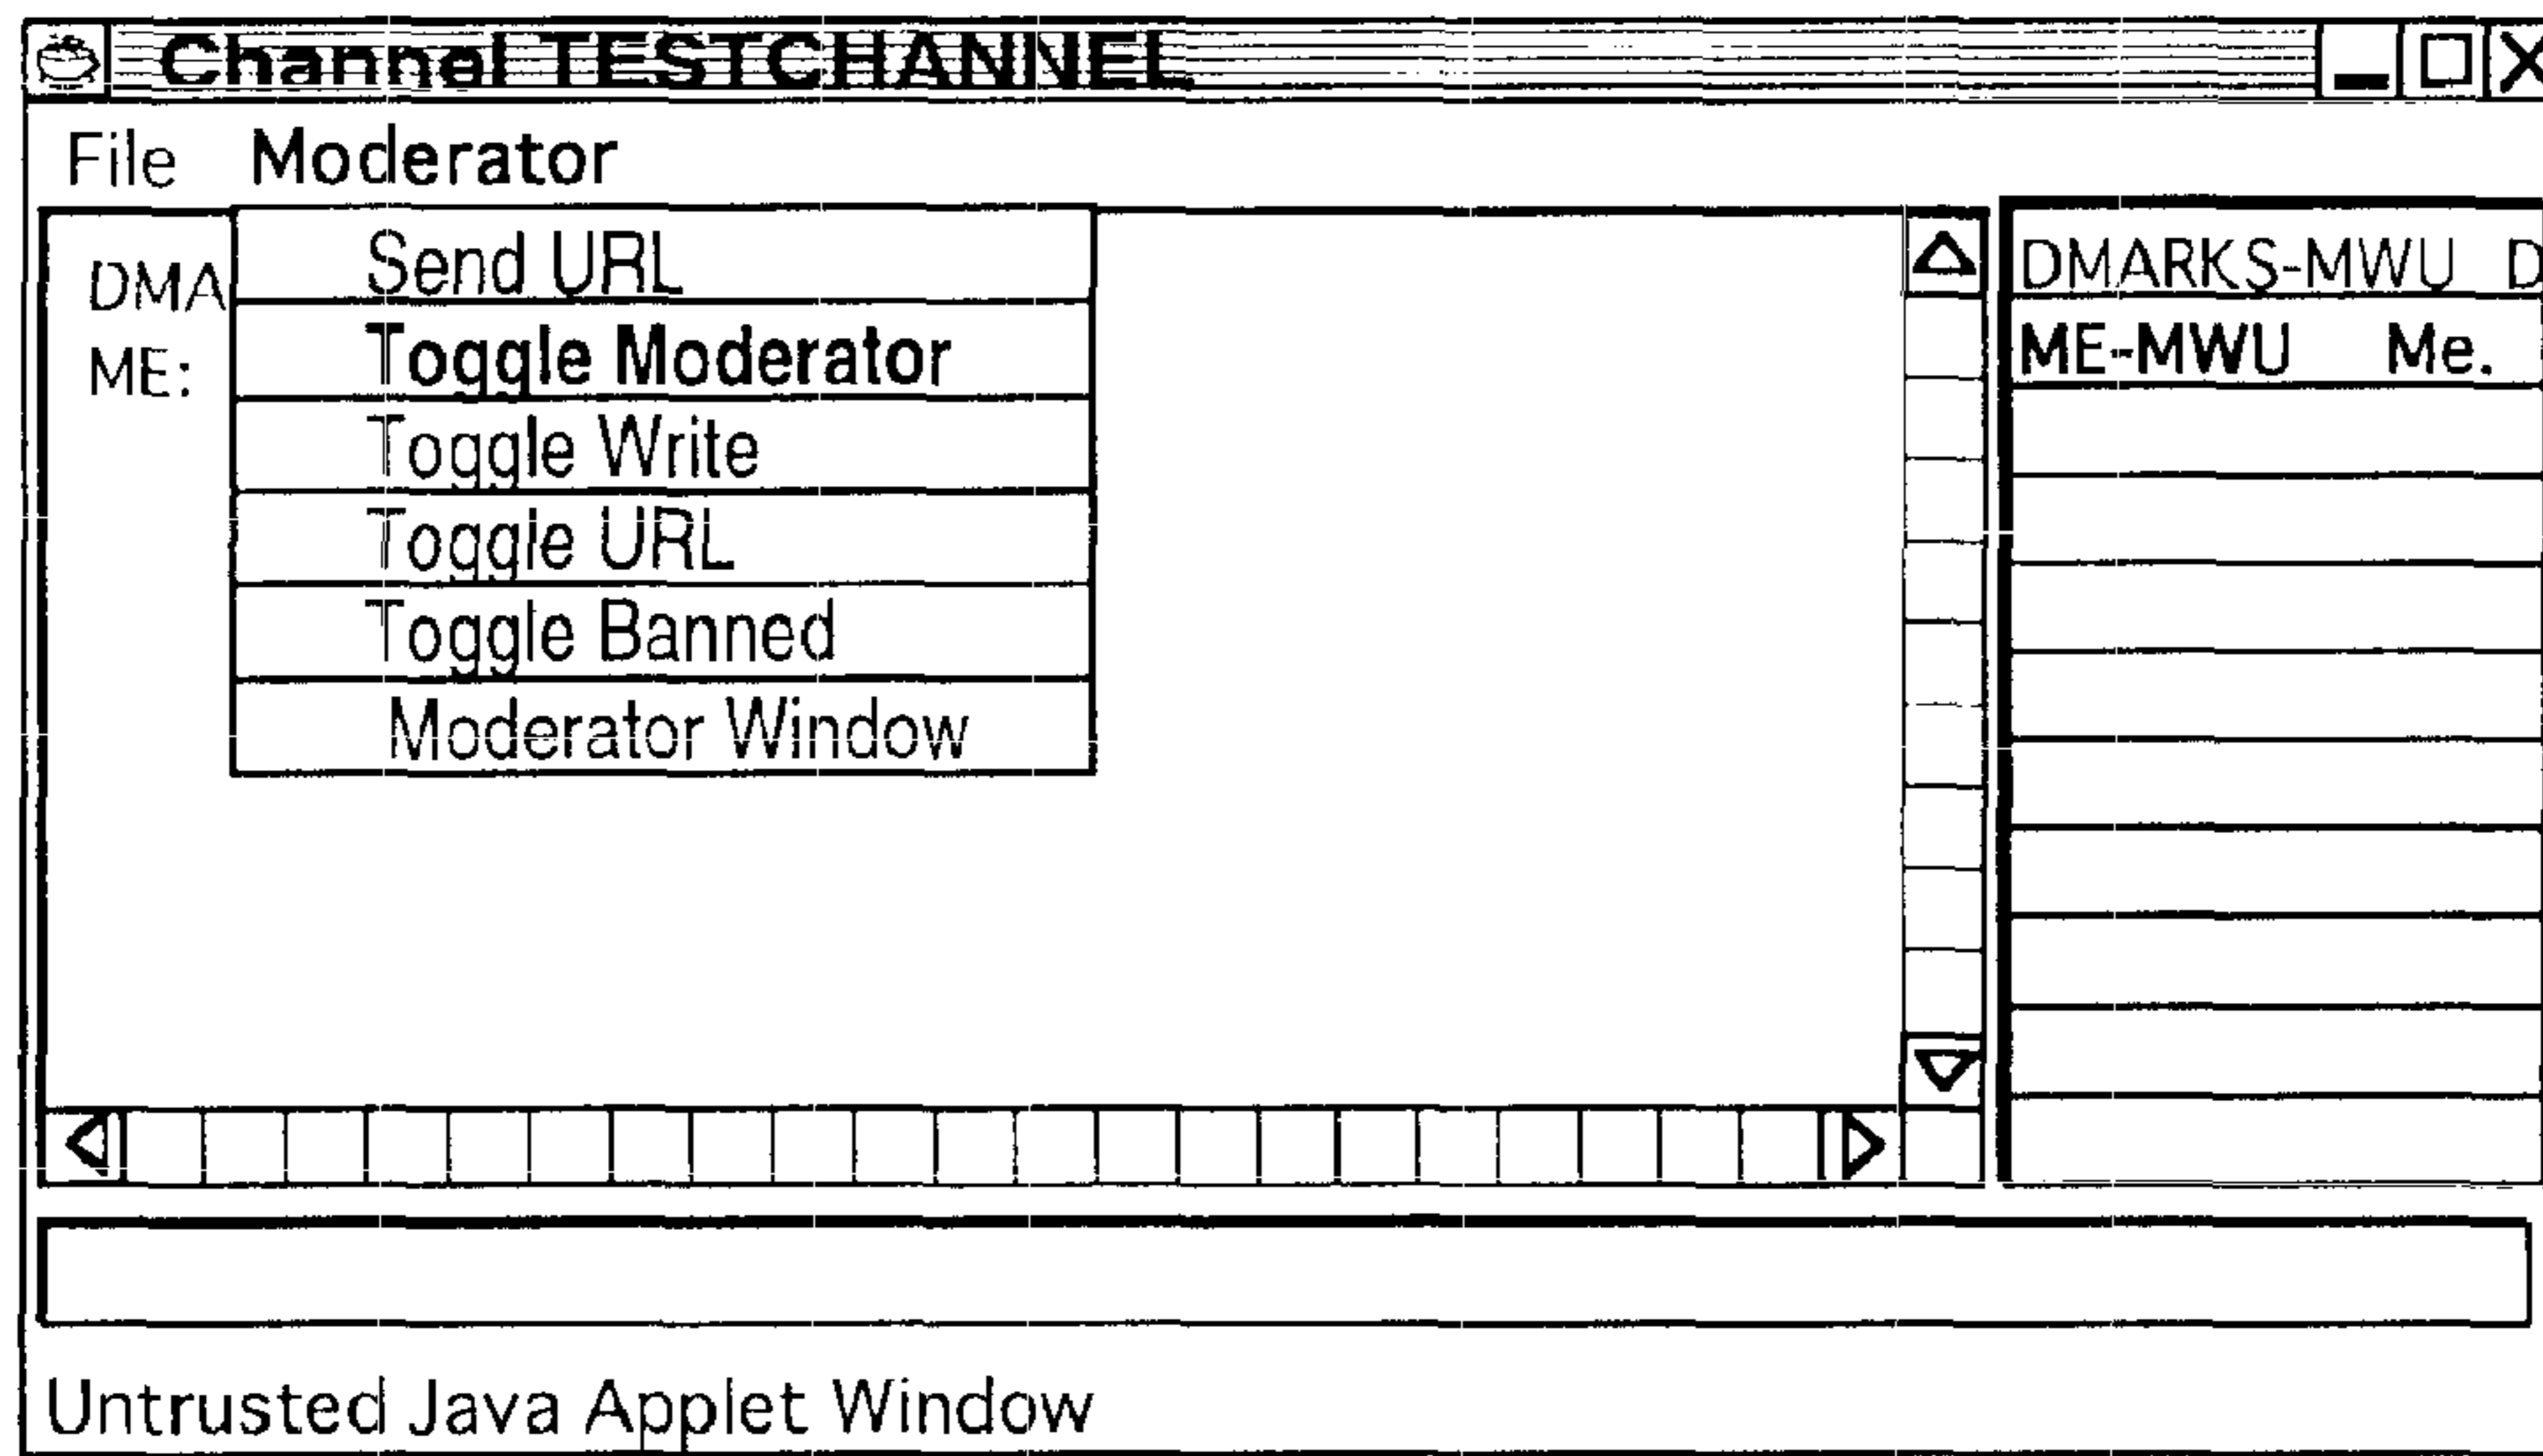 Channel TESTCHANNEL
File Moderator
DMA
ME:
Send URL
Toggle Moderator
Toggle Write
Toggle URL
Toggle Banned
Moderator Window
DMARKS-MWU D
ME-MWU Me.
Untrusted Java Applet Window